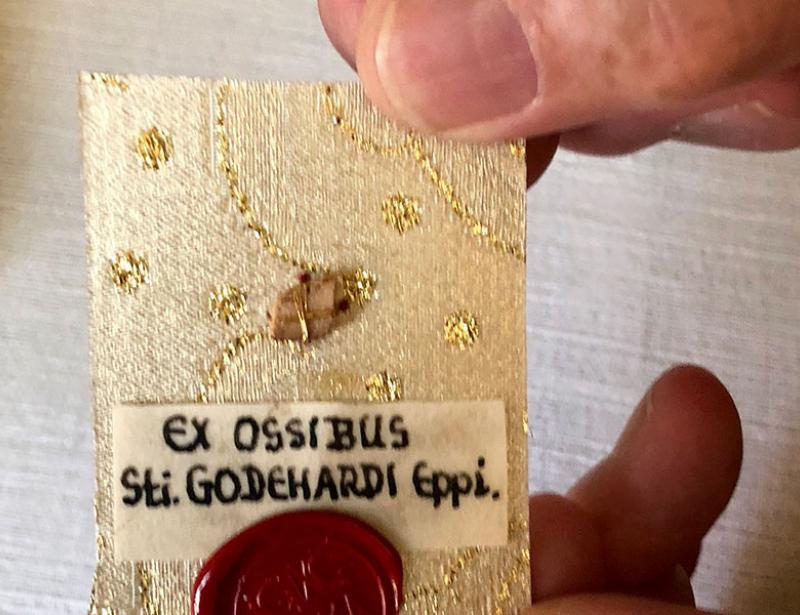 EX OSSIBUS
Sti. GODEHARDI Eppi.